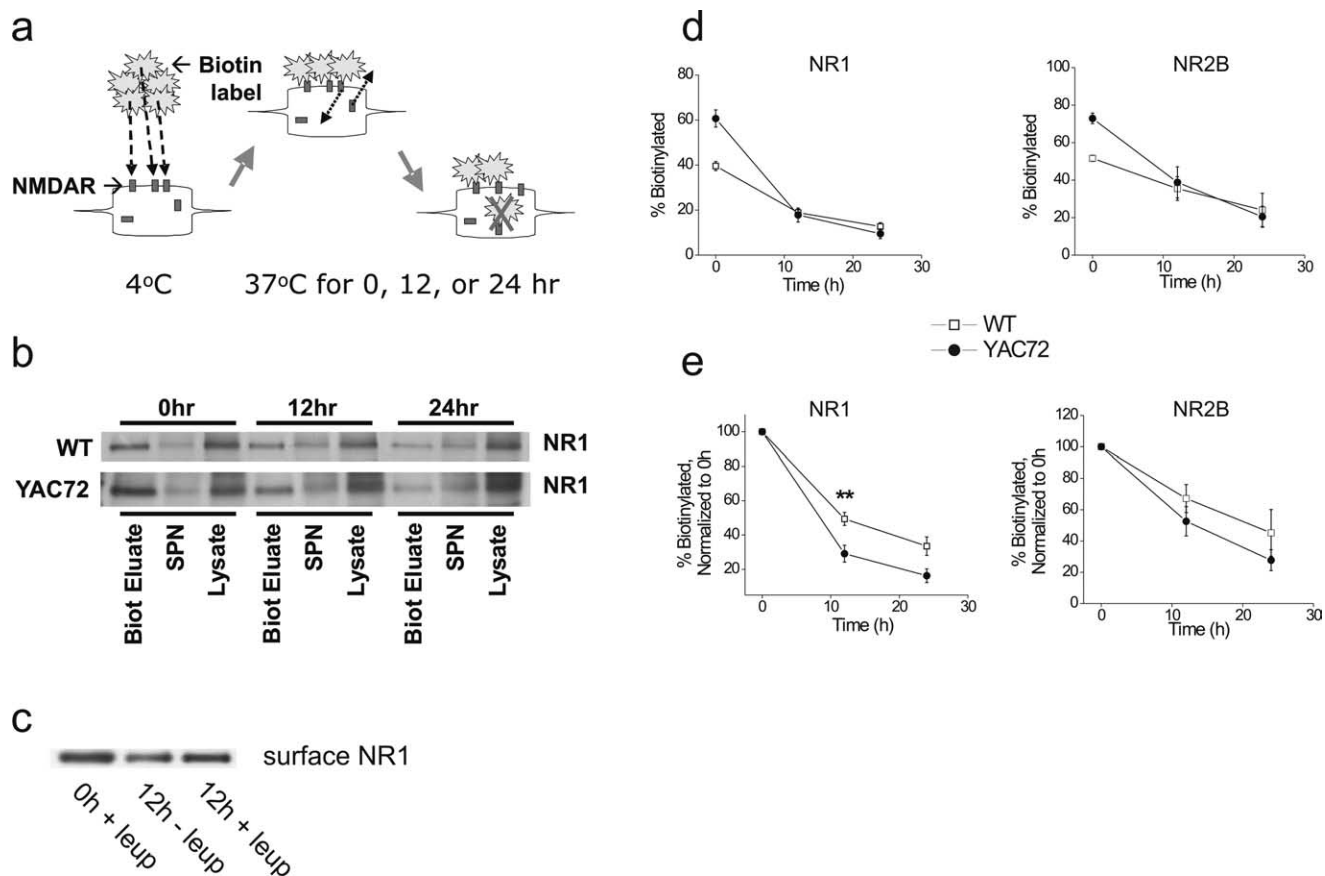 a
← Biotin
label
NMDAR →
4°C
37°C for 0, 12, or 24 hr
b
0hr 12hr 24hr
WT NR1
YAC72 NR1
Biot Eluate SPN Lysate Biot Eluate SPN Lysate Biot Eluate SPN Lysate
c
surface NR1
0h + leup 12h - leup 12h + leup
d
NR1
% Biotinylated
80
60
40
20
0
0 10 20 30
Time (h)
NR2B
% Biotinylated
100
80
60
40
20
0
0 10 20 30
Time (h)
WT
YAC72
e
NR1
% Biotinylated,
Normalized to 0h
100
80
60
40
20
**
0 10 20 30
Time (h)
NR2B
% Biotinylated,
Normalized to 0h
120
100
80
60
40
20
0
0 10 20 30
Time (h)